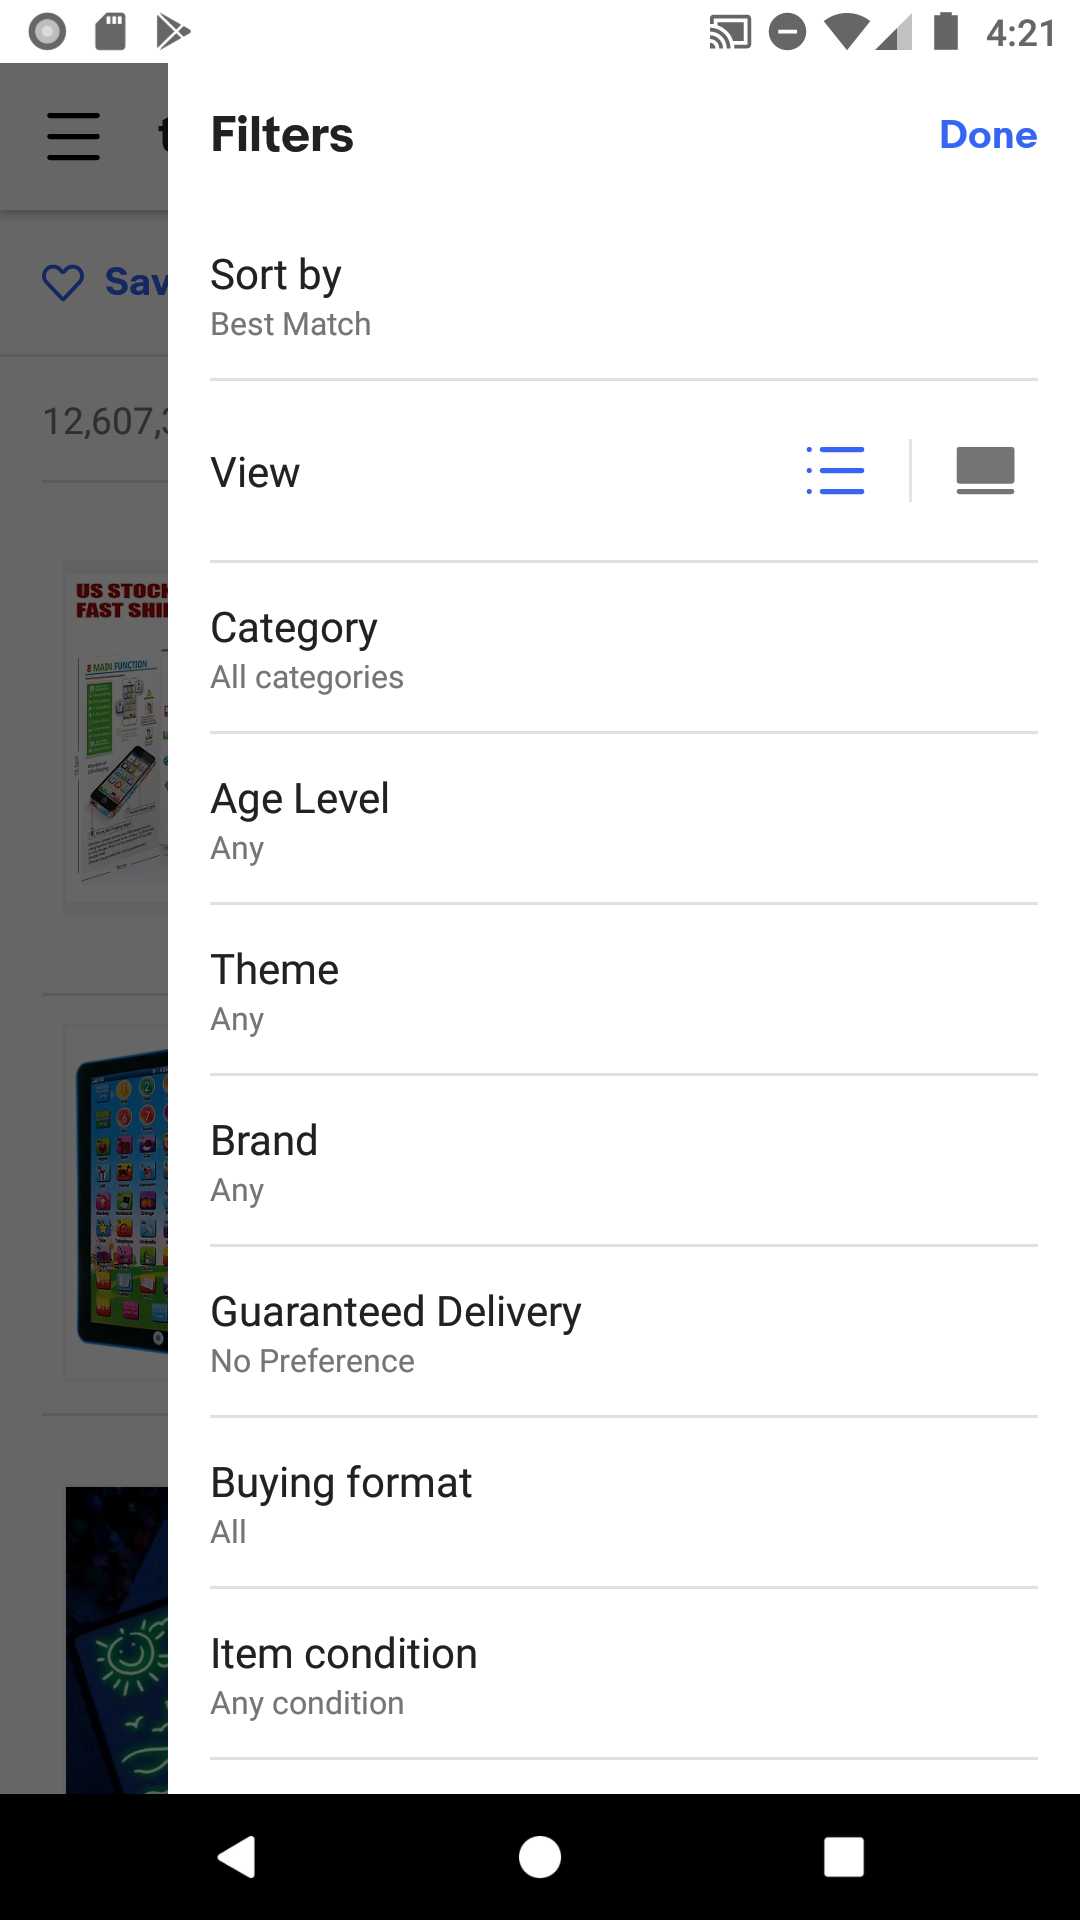 4:21
Filters
Done
Sort by
Best Match
View
Category
All categories
Age Level
Any
Theme
Any
Brand
Any
Guaranteed Delivery
No Preference
Buying format
All
Item condition
Any condition
Sav
12,607,
US STOCK
FAST SHI
8 MAIN FUNCTION